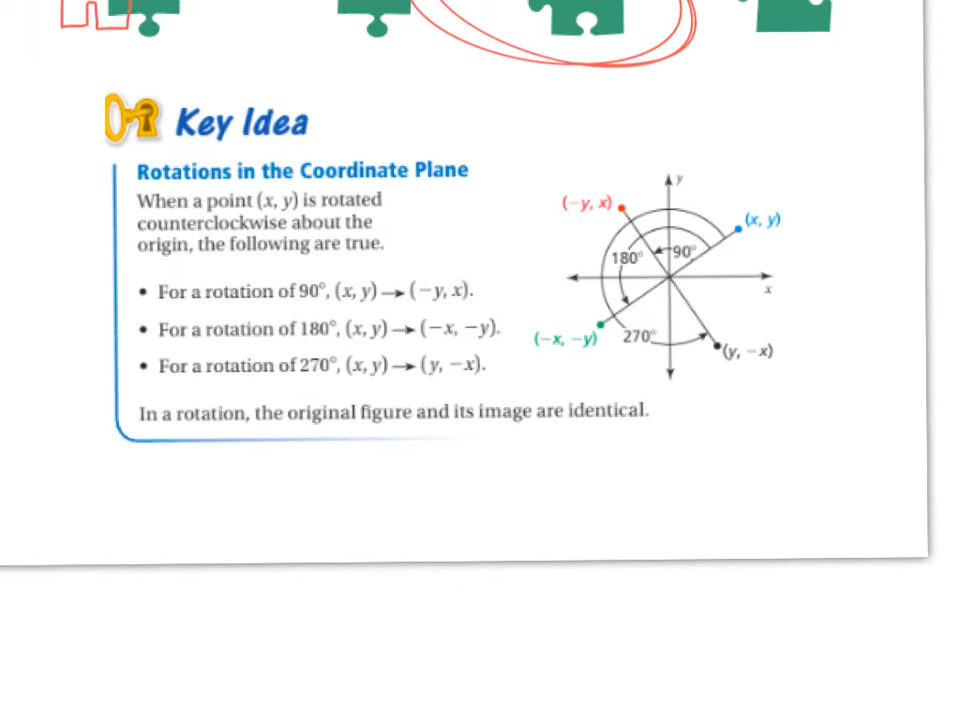 Key Idea
Rotations in the Coordinate Plane
When a point (x, y) is rotated
counterclockwise about the
origin, the following are true.
• For a rotation of 90°, (x, y) → (−y, x).
• For a rotation of 180°, (x, y) → (−x, −y).
• For a rotation of 270°, (x, y) → (y, −x).
In a rotation, the original figure and its image are identical.
y
(−y, x)
(x, y)
180°
90°
x
(−x, −y)
270°
(y, −x)